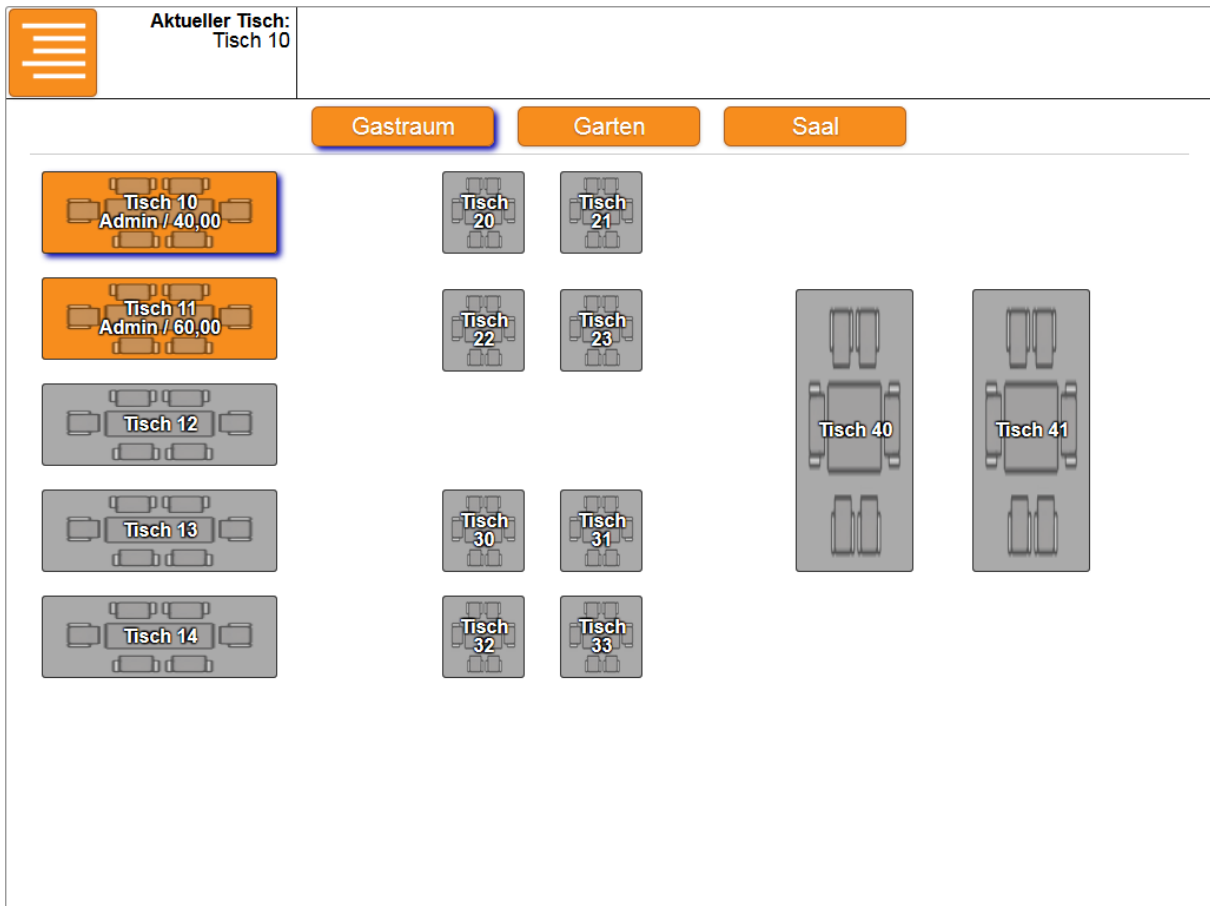 Aktueller Tisch:
Tisch 10
Gastraum
Garten
Saal
Tisch 10
Admin / 40,00
Tisch 11
Admin / 60,00
Tisch 12
Tisch 13
Tisch 14
Tisch
20
Tisch
21
Tisch
22
Tisch
23
Tisch
30
Tisch
31
Tisch
32
Tisch
33
Tisch 40
Tisch 41